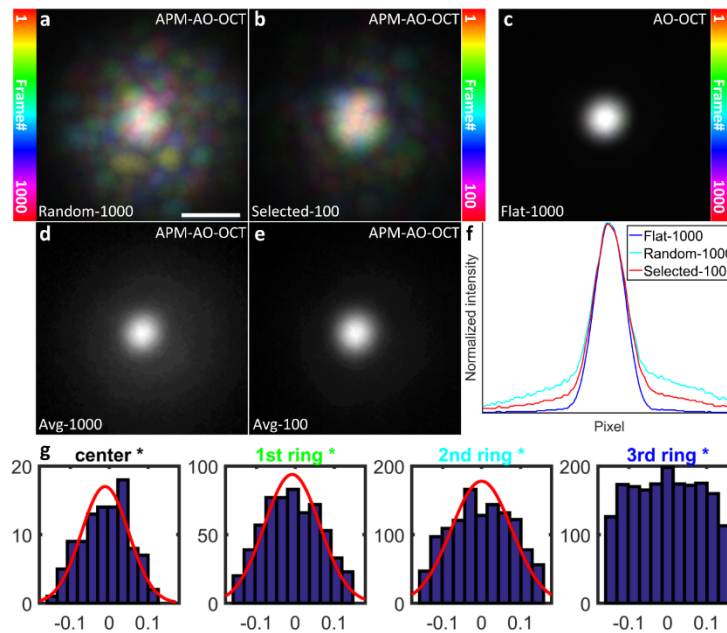 1
Frame#
1000
a
APM-AO-OCT
Random-1000
b
APM-AO-OCT
Selected-100
1
Frame#
1000
c
AO-OCT
Flat-1000
1
Frame#
1000
d
APM-AO-OCT
Avg-1000
e
APM-AO-OCT
Avg-100
f
Normalized intensity
Flat-1000
Random-1000
Selected-100
Pixel
g
center *
20
10
0
-0.1 0 0.1
1st ring *
100
50
0
-0.1 0 0.1
2nd ring *
200
100
0
-0.1 0 0.1
3rd ring *
200
100
0
-0.1 0 0.1